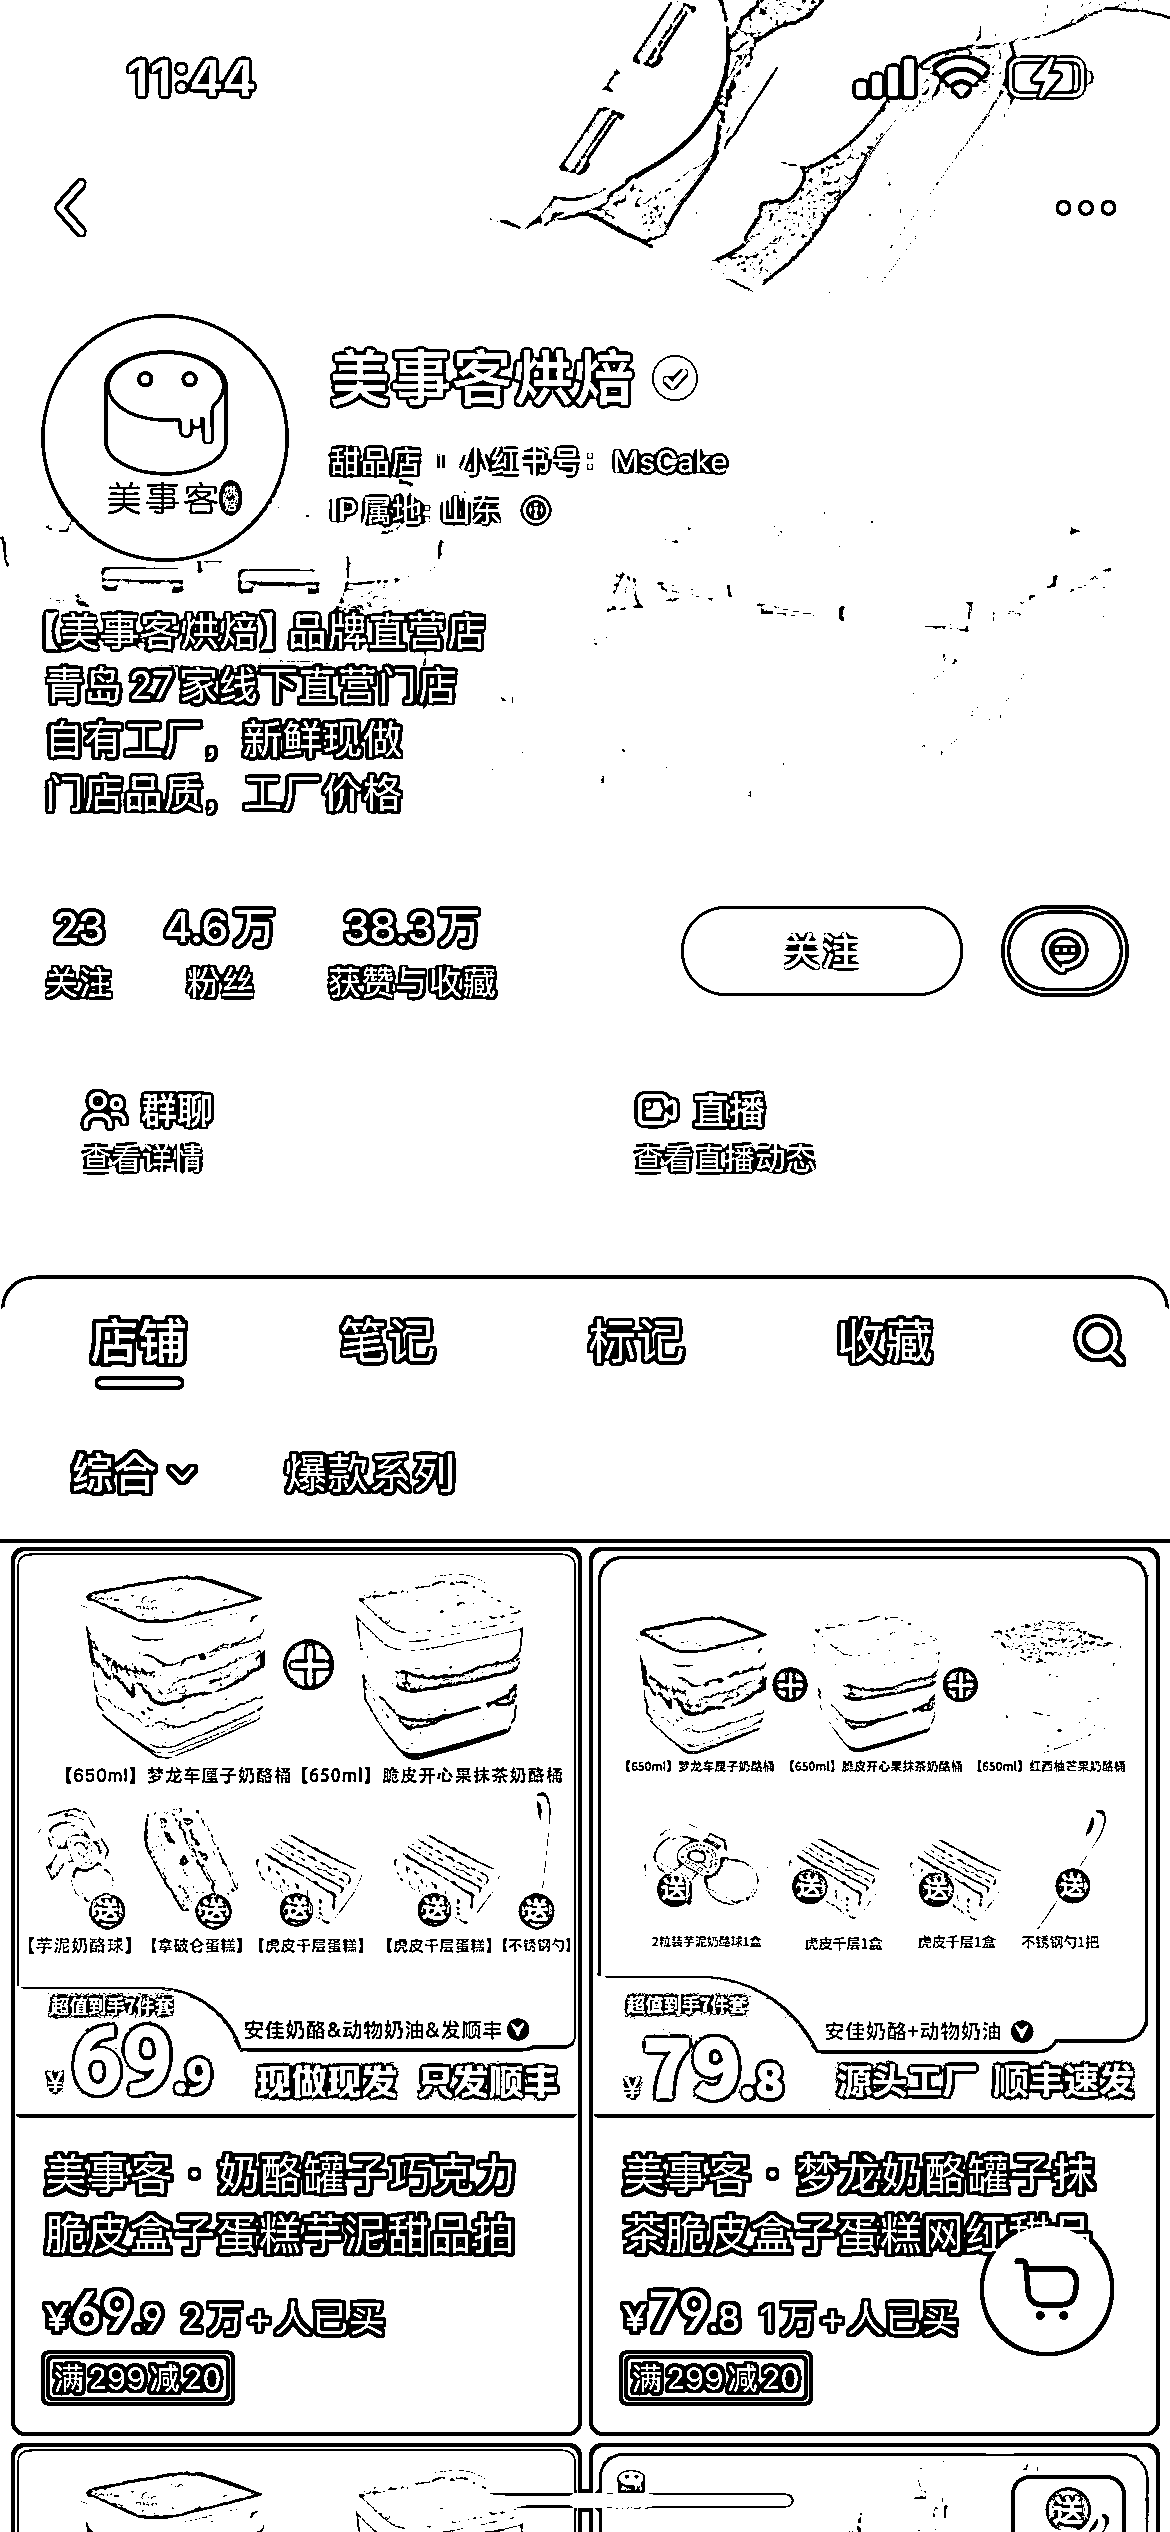 11:44
美事客烘焙
美事客
甜品店 小红书号: MsCake
IP属地: 山东
【美事客烘焙】品牌直营店
青岛27家线下直营门店
自有工厂，新鲜现做
门店品质，工厂价格
23 4.6万 38.3万
关注 粉丝 获赞与收藏
关注
群聊 直播
查看详情 查看直播动态
店铺 笔记 标记 收藏
综合 爆款系列
【650ml】梦龙车厘子奶酪桶【650ml】脆皮开心果抹茶奶酪桶
送 送 送 送 送
【芋泥奶酪球】【拿破仑蛋糕】【虎皮千层蛋糕】【虎皮千层蛋糕】【不锈钢勺】
超值到手7件套
安佳奶酪&动物奶油&发顺丰
¥69.9 现做现发 只发顺丰
美事客·奶酪罐子巧克力
脆皮盒子蛋糕芋泥甜品拍
¥69.9 2万+人已买
满299减20
【650ml】梦龙车厘子奶酪桶 【650ml】脆皮开心果抹茶奶酪桶 【650ml】红西柚芒果奶酪桶
送 送 送 送
2粒装芋泥奶酪球1盒 虎皮千层1盒 虎皮千层1盒 不锈钢勺1把
超值到手7件套
安佳奶酪+动物奶油
¥79.8 源头工厂 顺丰速发
美事客·梦龙奶酪罐子抹
茶脆皮盒子蛋糕网红甜品
¥79.8 1万+人已买
满299减20
送